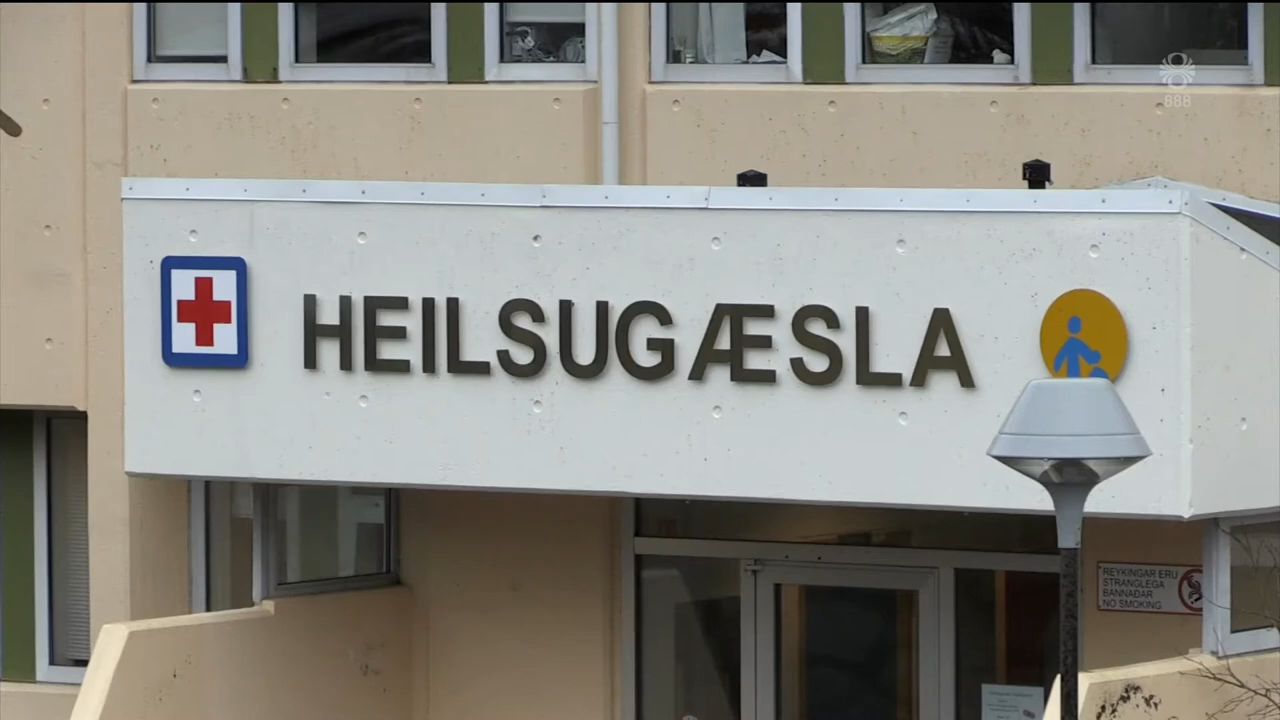 888
HEILSUGÆSLA
REYKINGAR ERU
STRANGLEGA
BANNAÐAR
NO SMOKING